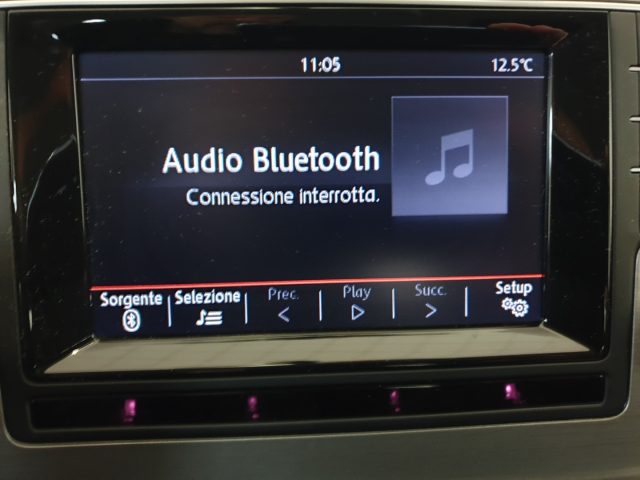 11:05 12.5°C
Audio Bluetooth
Connessione interrotta.
Sorgente Selezione Prec. Play Succ. Setup